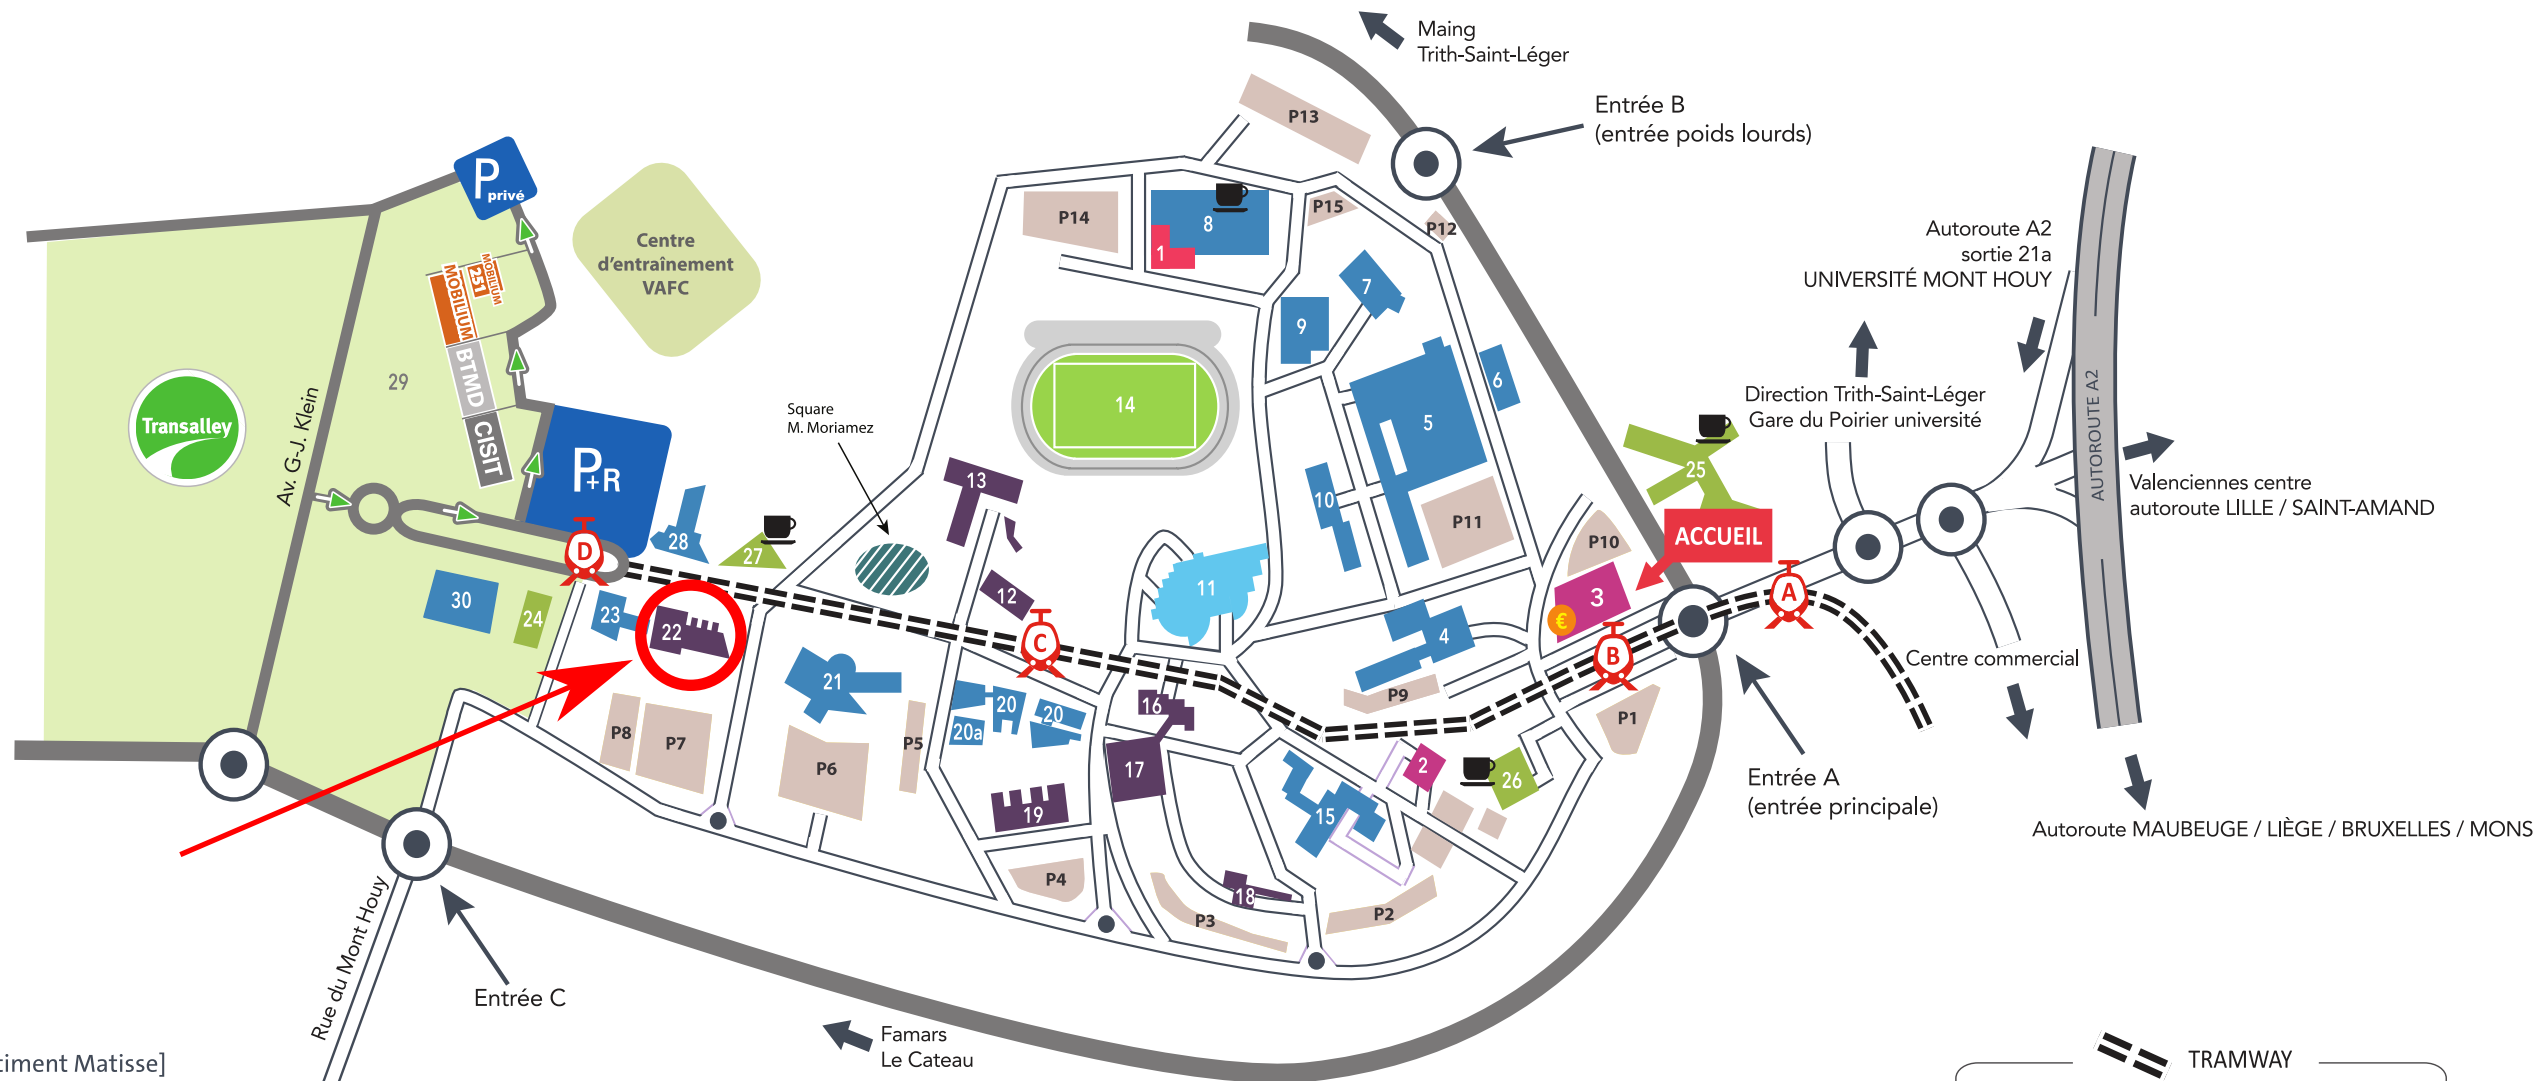 Maing
Trith-Saint-Léger
Entrée B
(entrée poids lourds)
P13
P
privé
Centre
d'entraînement
VAFC
P14
8
1
P15
P12
Autoroute A2
sortie 21a
UNIVERSITÉ MONT HOUY
MOBILIUM
251
MOBILIUM
BTMD
CISIT
29
Transalley
Av. G-J. Klein
7
9
6
5
14
Direction Trith-Saint-Léger
Gare du Poirier université
AUTOROUTE A2
Square
M. Moriamez
P+R
13
10
P11
25
Valenciennes centre
autoroute LILLE / SAINT-AMAND
ACCUEIL
P10
D
28
27
11
12
3
€
A
30
24
23
22
C
4
B
Centre commercial
21
20
20
20a
16
P9
P1
P8
P7
P6
P5
17
2
26
15
19
Entrée A
(entrée principale)
Autoroute MAUBEUGE / LIÈGE / BRUXELLES / MONS
P4
18
P3
P2
Rue du Mont Houy
Entrée C
Famars
Le Cateau
timent Matisse]
TRAMWAY